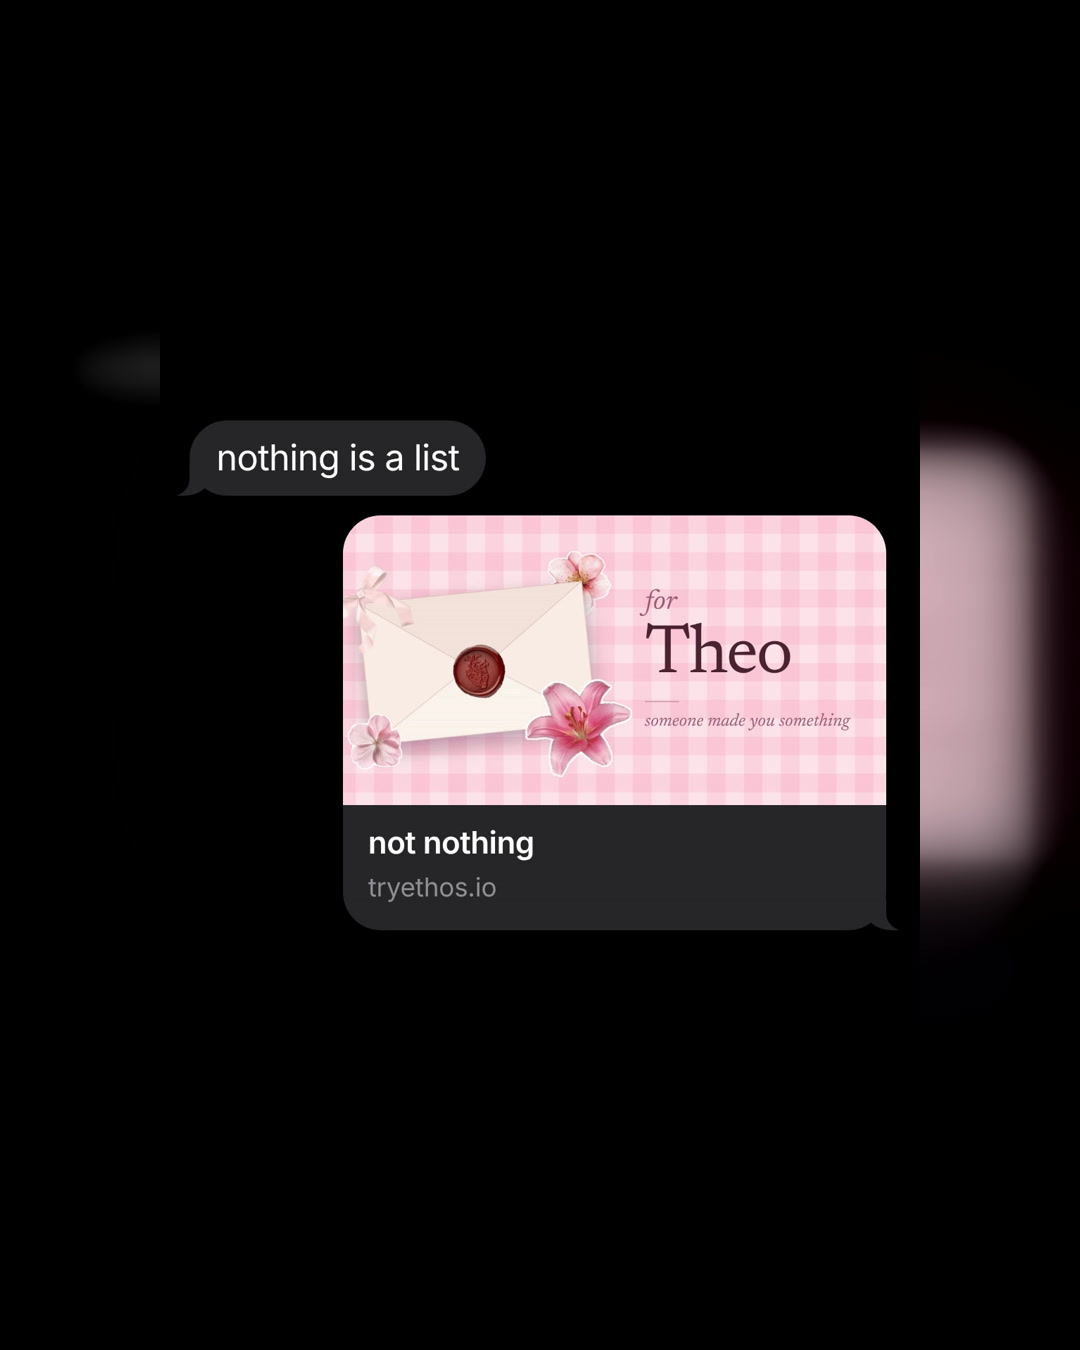 nothing is a list
for
Theo
someone made you something
not nothing
tryethos.io